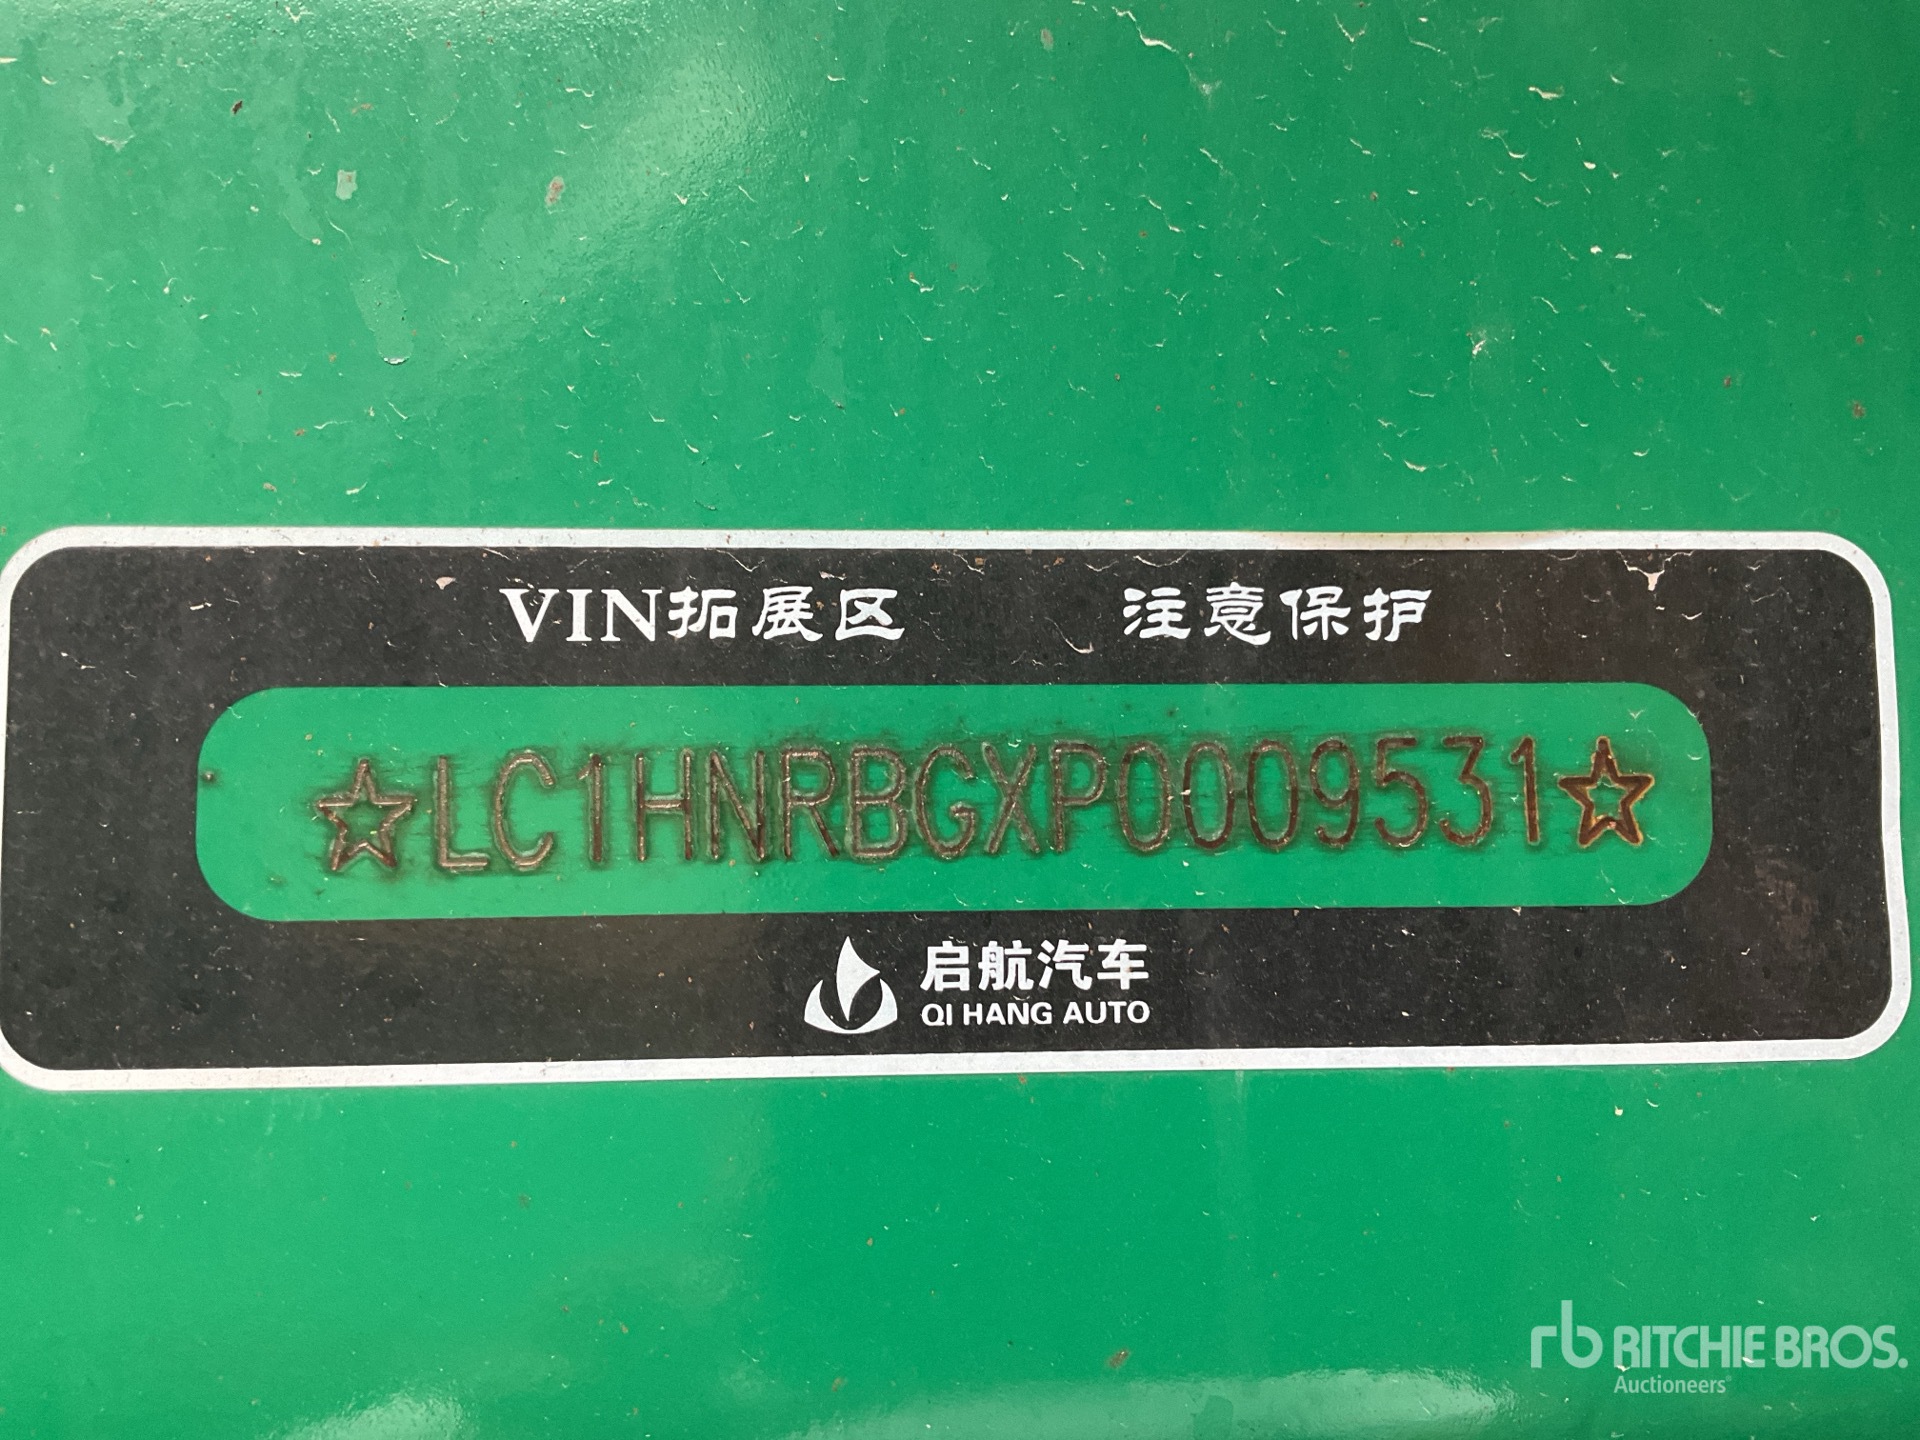 VIN拓展区 注意保护
☆LC1HNRBGXP0009531☆
启航汽车
QI HANG AUTO
rb RITCHIE BROS.
Auctioneers